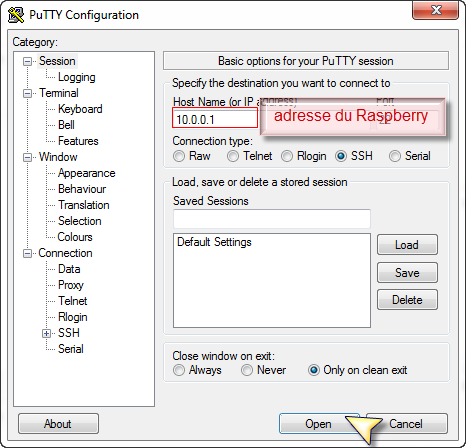 PuTTY Configuration
Category:
Session
Logging
Terminal
Keyboard
Bell
Features
Window
Appearance
Behaviour
Translation
Selection
Colours
Connection
Data
Proxy
Telnet
Rlogin
SSH
Serial
Basic options for your PuTTY session
Specify the destination you want to connect to
Host Name (or IP address) Port
10.0.0.1
adresse du Raspberry
Connection type:
Raw Telnet Rlogin SSH Serial
Load, save or delete a stored session
Saved Sessions
Default Settings
Load
Save
Delete
Close window on exit:
Always Never Only on clean exit
About Open Cancel